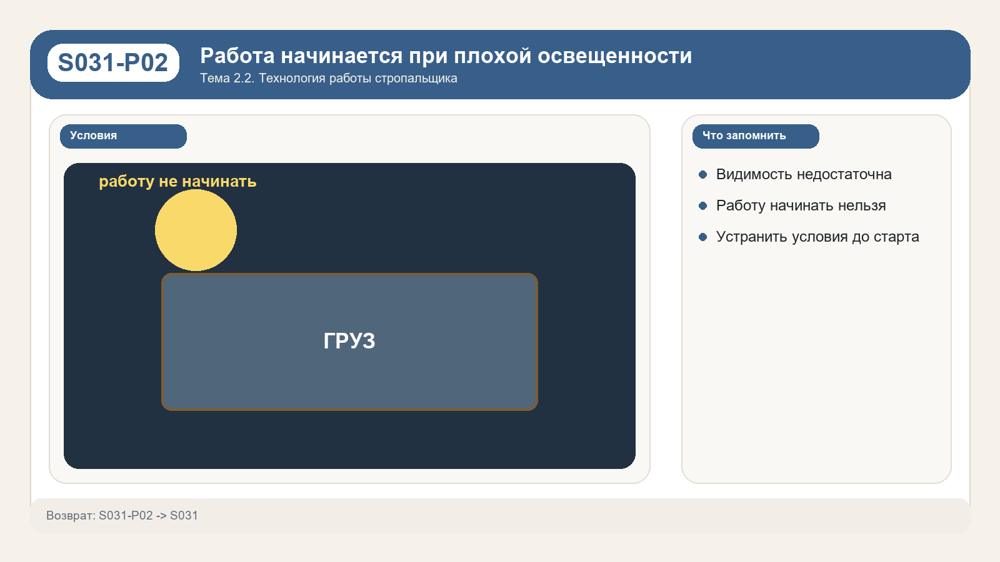 S031-P02
Работа начинается при плохой освещенности
Тема 2.2. Технология работы стропальщика
Условия
работу не начинать
ГРУЗ
Что запомнить
Видимость недостаточна
Работу начинать нельзя
Устранить условия до старта
Возврат: S031-P02 -> S031